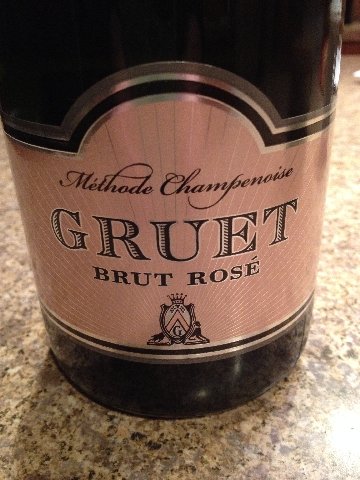 Méthode Champenoise
GRUET
BRUT ROSÉ
G